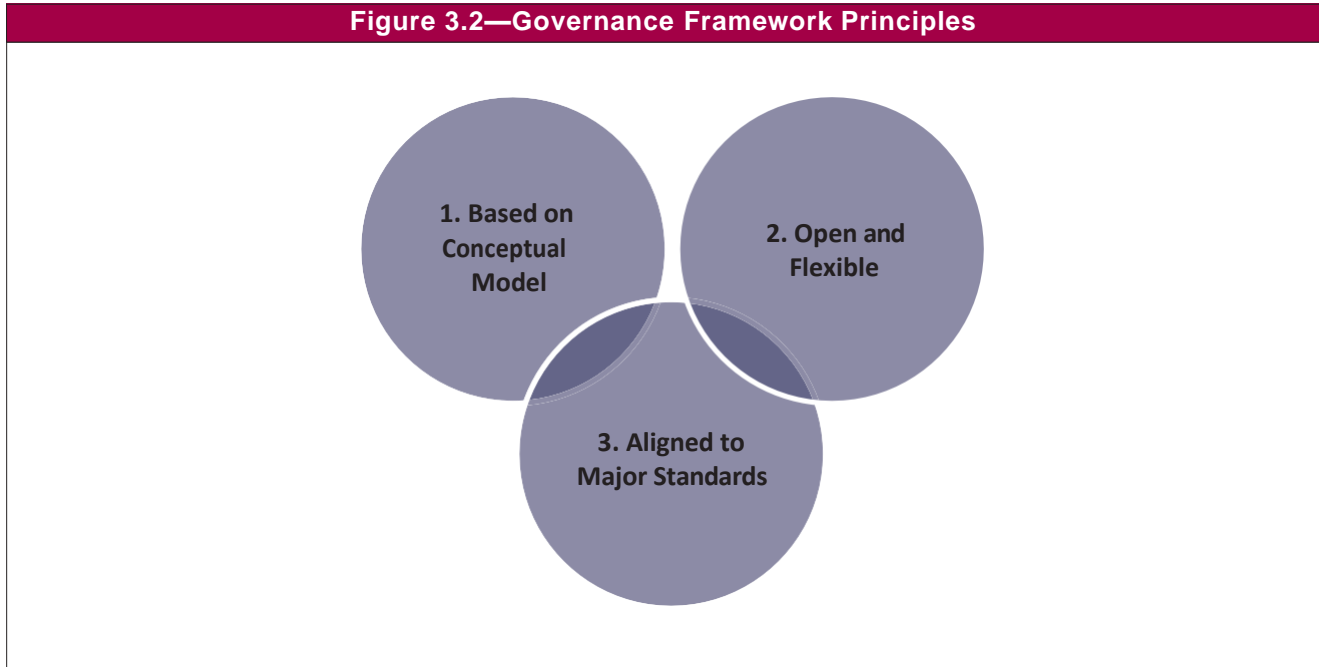 Figure 3.2—Governance Framework Principles
1. Based on
Conceptual
Model
2. Open and
Flexible
3. Aligned to
Major Standards